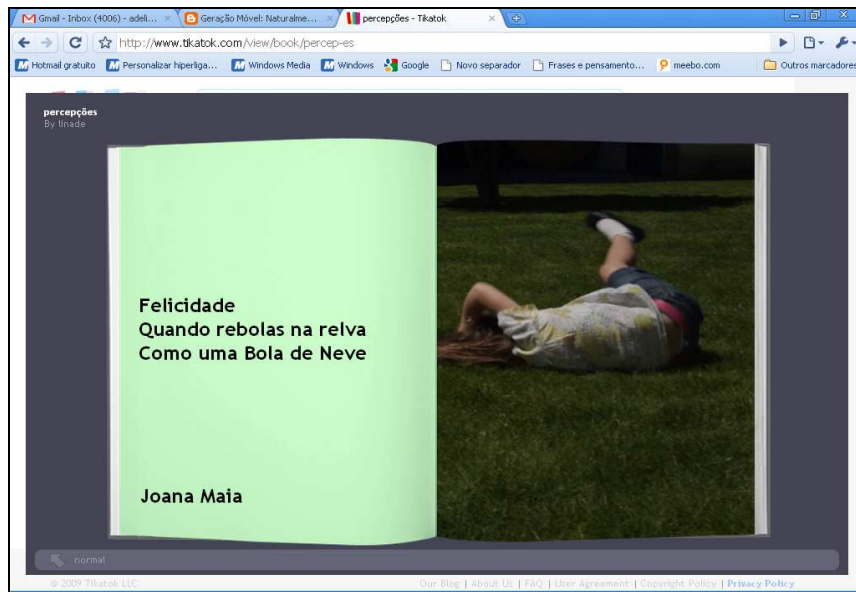 Gmail - Inbox (4006) - adeli...
Geração Móvel: Naturalme...
percepções - Tikatok
http://www.tikatok.com/view/book/percep-es
Hotmail gratuito
Personalizar hiperliga...
Windows Media
Windows
Google
Novo separador
Frases e pensamento...
meebo.com
Outros marcadores
percepções
By linade
Felicidade
Quando rebolas na relva
Como uma Bola de Neve
Joana Maia
normal
© 2009 Tikatok LLC
Our Blog | About Us | FAQ | User Agreement | Copyright Policy | Privacy Policy